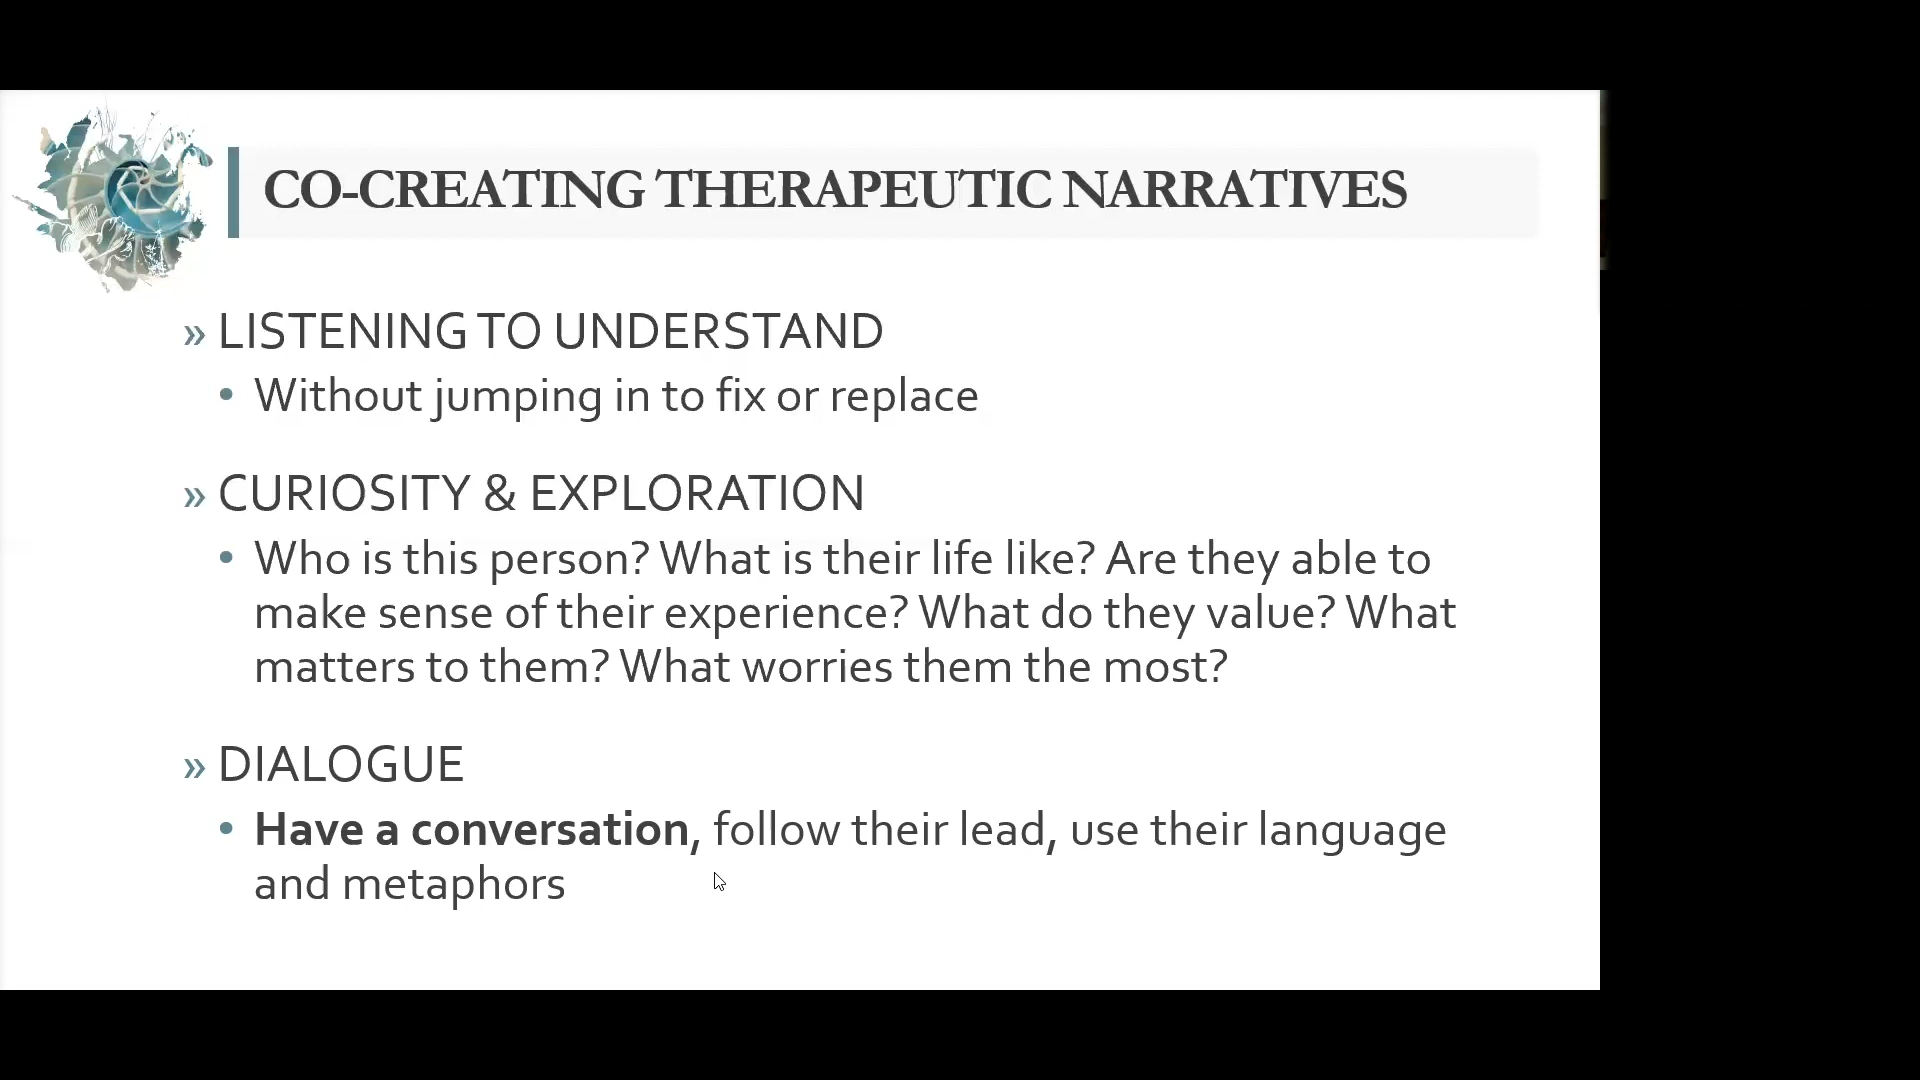 CO-CREATING THERAPEUTIC NARRATIVES
» LISTENING TO UNDERSTAND
• Without jumping in to fix or replace
» CURIOSITY & EXPLORATION
• Who is this person? What is their life like? Are they able to
make sense of their experience? What do they value? What
matters to them? What worries them the most?
» DIALOGUE
• Have a conversation, follow their lead, use their language
and metaphors